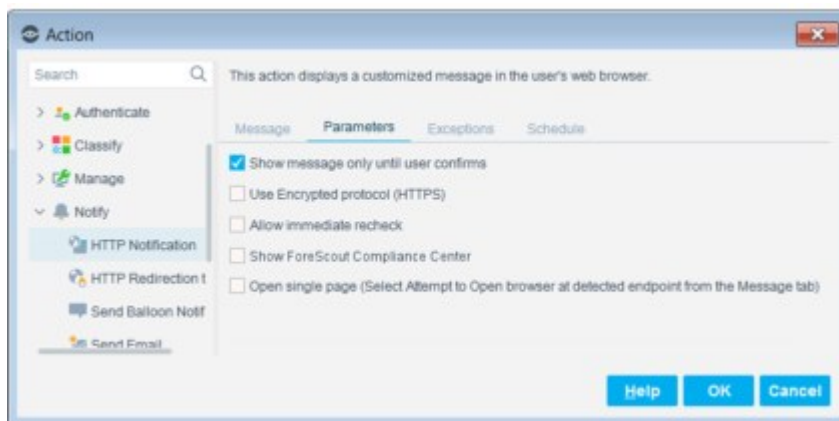 Action
Search
This action displays a customized message in the user's web browser.
Authenticate
Classify
Manage
Notify
HTTP Notification
HTTP Redirection t
Send Balloon Notif
Send Email
Message Parameters Exceptions Schedule
Show message only until user confirms
Use Encrypted protocol (HTTPS)
Allow immediate recheck
Show ForeScout Compliance Center
Open single page (Select Attempt to Open browser at detected endpoint from the Message tab)
Help OK Cancel